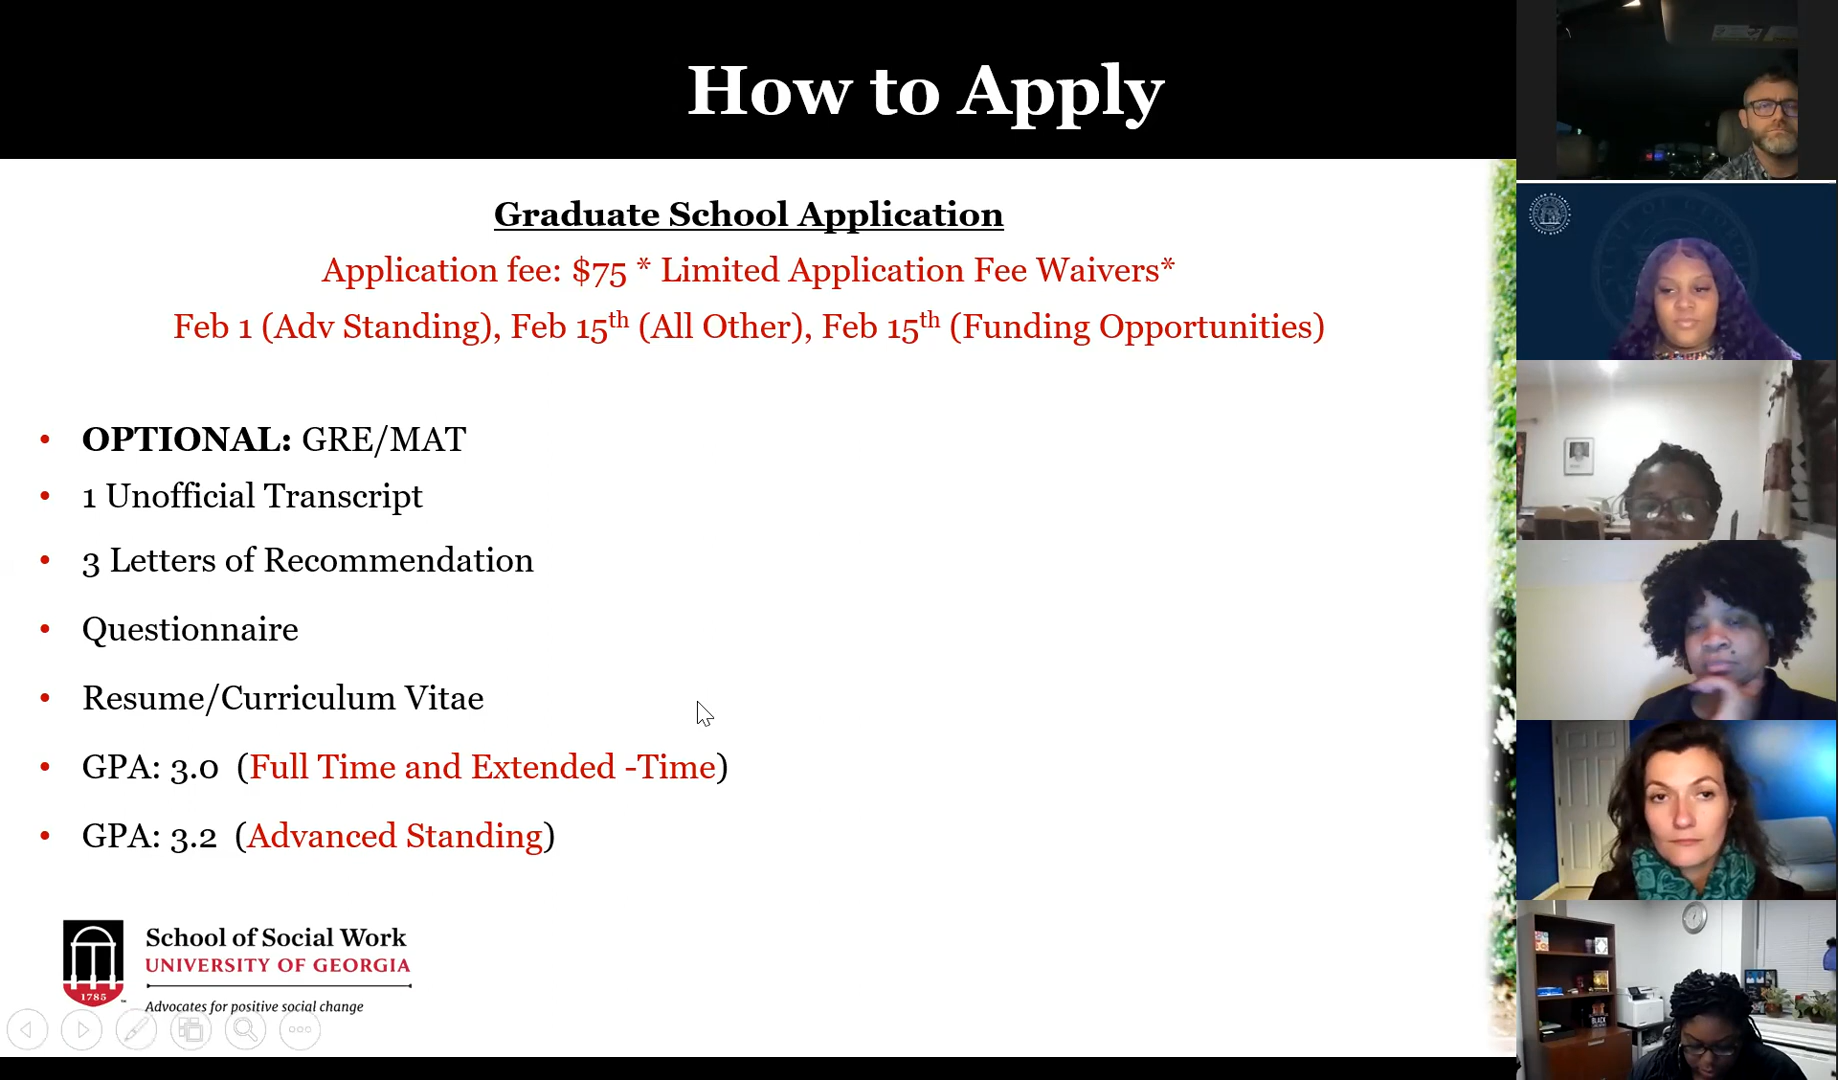 How to Apply
Graduate School Application
Application fee: $75 * Limited Application Fee Waivers*
Feb 1 (Adv Standing), Feb 15th (All Other), Feb 15th (Funding Opportunities)
• OPTIONAL: GRE/MAT
• 1 Unofficial Transcript
• 3 Letters of Recommendation
• Questionnaire
• Resume/Curriculum Vitae
• GPA: 3.0 (Full Time and Extended -Time)
• GPA: 3.2 (Advanced Standing)
School of Social Work
UNIVERSITY OF GEORGIA
1785
Advocates for positive social change